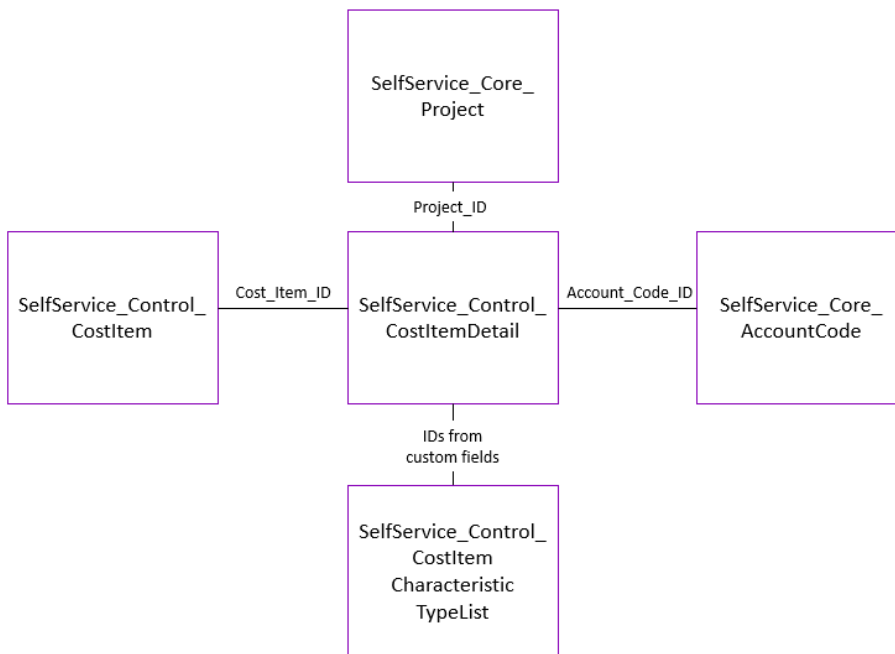 SelfService_Core_
Project
Project_ID
SelfService_Control_
CostItem
Cost_Item_ID
SelfService_Control_
CostItemDetail
Account_Code_ID
SelfService_Core_
AccountCode
IDs from
custom fields
SelfService_Control_
CostItem
Characteristic
TypeList